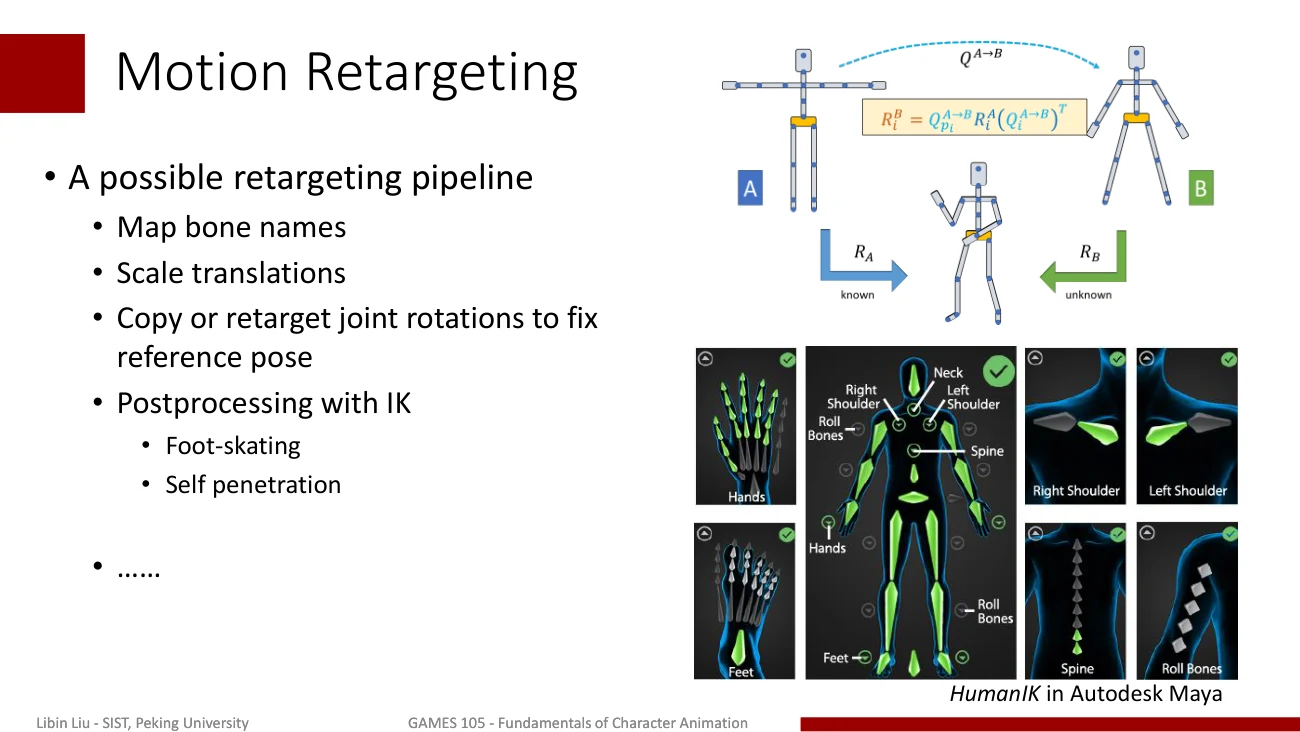 Motion Retargeting
• A possible retargeting pipeline
• Map bone names
• Scale translations
• Copy or retarget joint rotations to fix
reference pose
• Postprocessing with IK
• Foot-skating
• Self penetration
• ......
Q^{A→B}
R_i^B = Q_{p_i}^{A→B} R_i^A (Q_i^{A→B})^T
A
B
R_A
known
R_B
unknown
Hands
Neck
Right
Shoulder
Left
Shoulder
Roll
Bones
Spine
Hands
Roll
Bones
Feet
Right Shoulder
Left Shoulder
Feet
Spine
Roll Bones
HumanIK in Autodesk Maya
Libin Liu - SIST, Peking University
GAMES 105 - Fundamentals of Character Animation